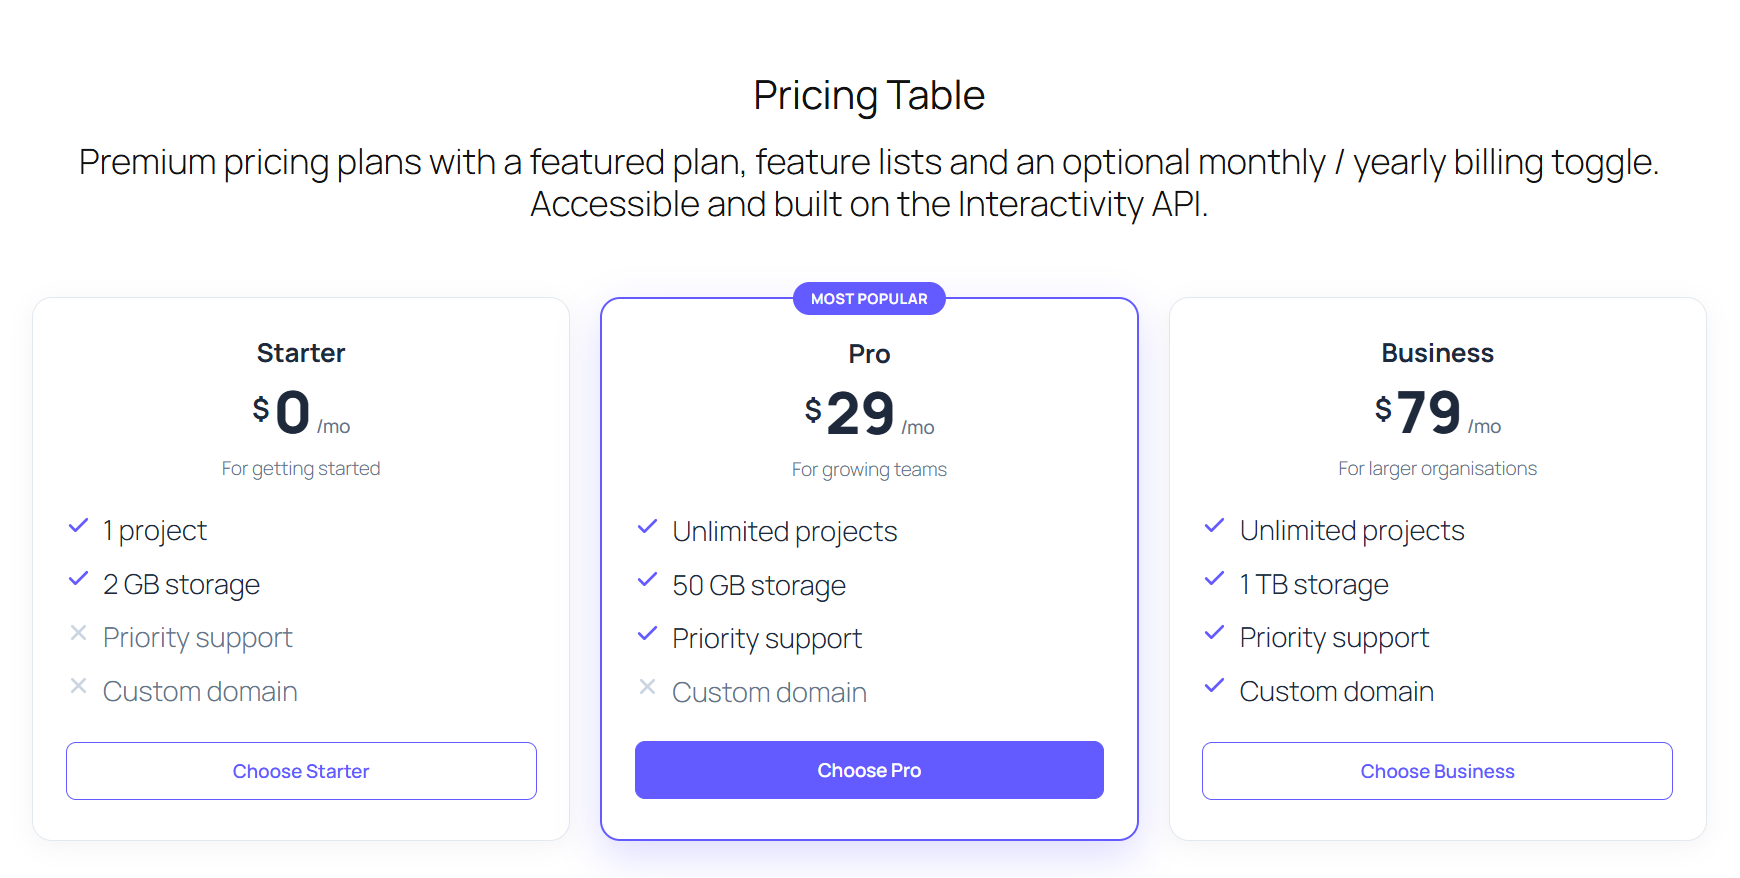 Pricing Table
Premium pricing plans with a featured plan, feature lists and an optional monthly / yearly billing toggle.
Accessible and built on the Interactivity API.
Starter
$0 /mo
For getting started
1 project
2 GB storage
Priority support
Custom domain
Choose Starter
MOST POPULAR
Pro
$29 /mo
For growing teams
Unlimited projects
50 GB storage
Priority support
Custom domain
Choose Pro
Business
$79 /mo
For larger organisations
Unlimited projects
1 TB storage
Priority support
Custom domain
Choose Business